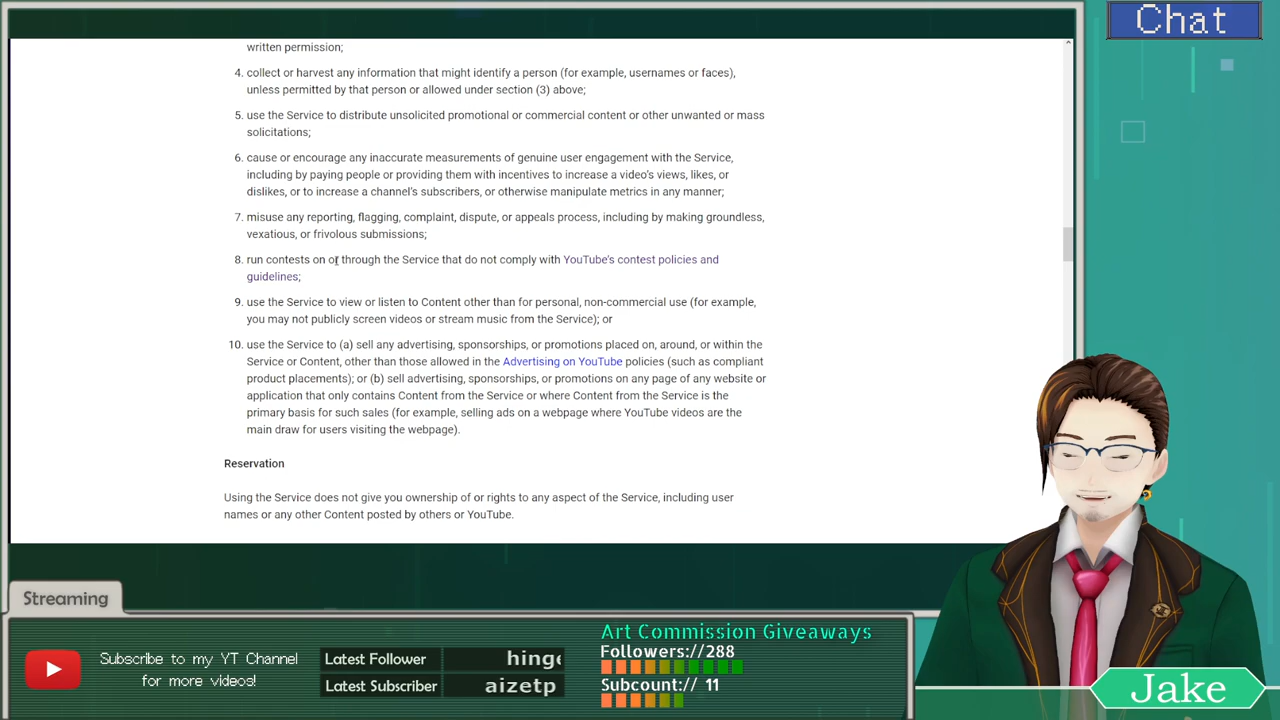 Chat
written permission;
4. collect or harvest any information that might identify a person (for example, usernames or faces),
unless permitted by that person or allowed under section (3) above;
5. use the Service to distribute unsolicited promotional or commercial content or other unwanted or mass
solicitations;
6. cause or encourage any inaccurate measurements of genuine user engagement with the Service,
including by paying people or providing them with incentives to increase a video's views, likes, or
dislikes, or to increase a channel's subscribers, or otherwise manipulate metrics in any manner;
7. misuse any reporting, flagging, complaint, dispute, or appeals process, including by making groundless,
vexatious, or frivolous submissions;
8. run contests on or through the Service that do not comply with YouTube's contest policies and
guidelines;
9. use the Service to view or listen to Content other than for personal, non-commercial use (for example,
you may not publicly screen videos or stream music from the Service); or
10. use the Service to (a) sell any advertising, sponsorships, or promotions placed on, around, or within the
Service or Content, other than those allowed in the Advertising on YouTube policies (such as compliant
product placements); or (b) sell advertising, sponsorships, or promotions on any page of any website or
application that only contains Content from the Service or where Content from the Service is the
primary basis for such sales (for example, selling ads on a webpage where YouTube videos are the
main draw for users visiting the webpage).
Reservation
Using the Service does not give you ownership of or rights to any aspect of the Service, including user
names or any other Content posted by others or YouTube.
Streaming
Subscribe to my YT Channel
for more videos!
Latest Follower
Latest Subscriber aizetp
Art Commission Giveaways
Followers://288
Subcount:// 11
Jake